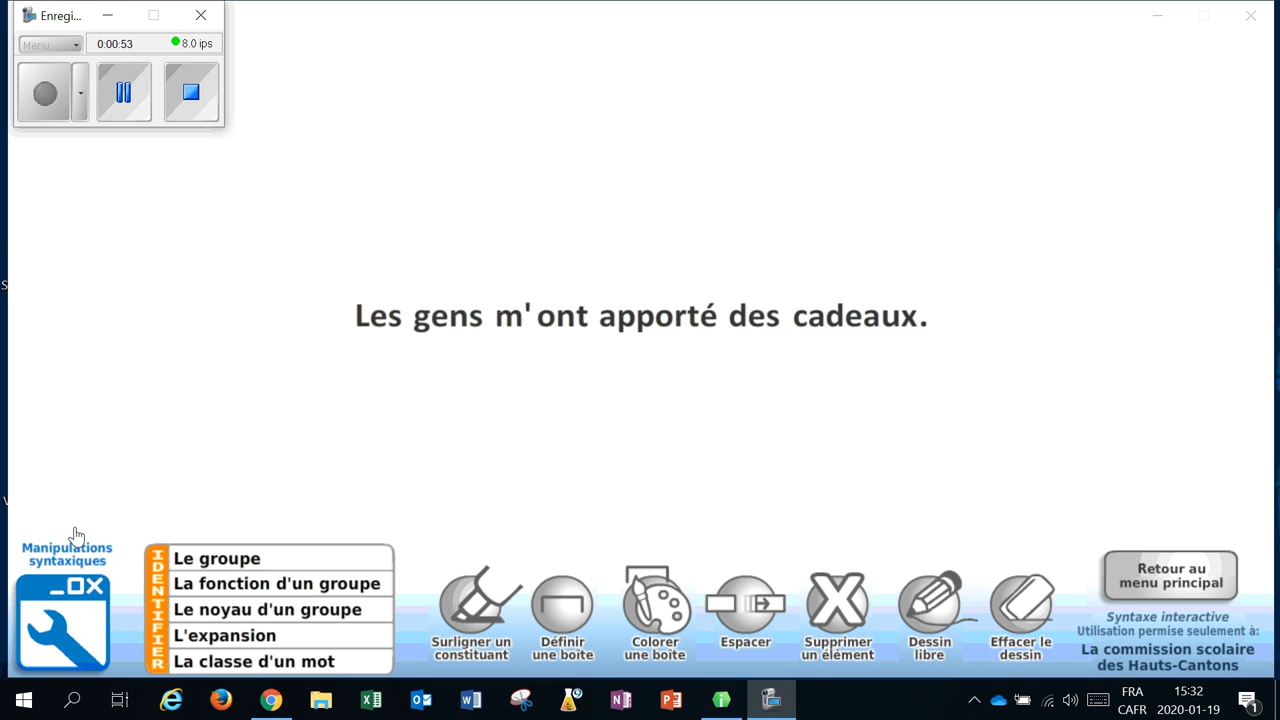 Enregi...
Menu
0:00:53
8.0 ips
Les gens m'ont apporté des cadeaux.
Manipulations
syntaxiques
IDENTIFIER
Le groupe
La fonction d'un groupe
Le noyau d'un groupe
L'expansion
La classe d'un mot
Surligner un
constituant
Définir
une boite
Colorer
une boite
Espacer
Supprimer
un élément
Dessin
libre
Effacer le
dessin
Retour au
menu principal
Syntaxe interactive
Utilisation permise seulement à:
La commission scolaire
des Hauts-Cantons
FRA
CAFR
15:32
2020-01-19
1